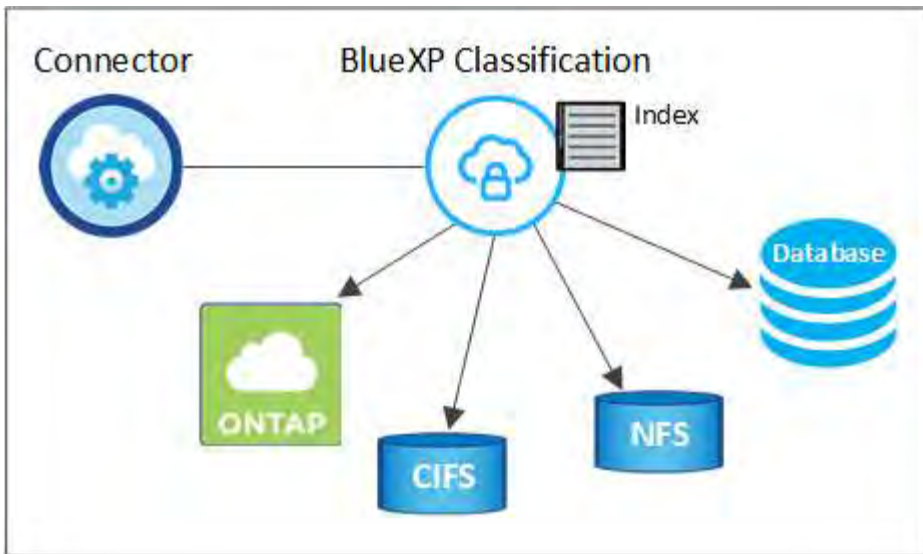 Connector
BlueXP Classification
Index
Database
ONTAP
CIFS
NFS